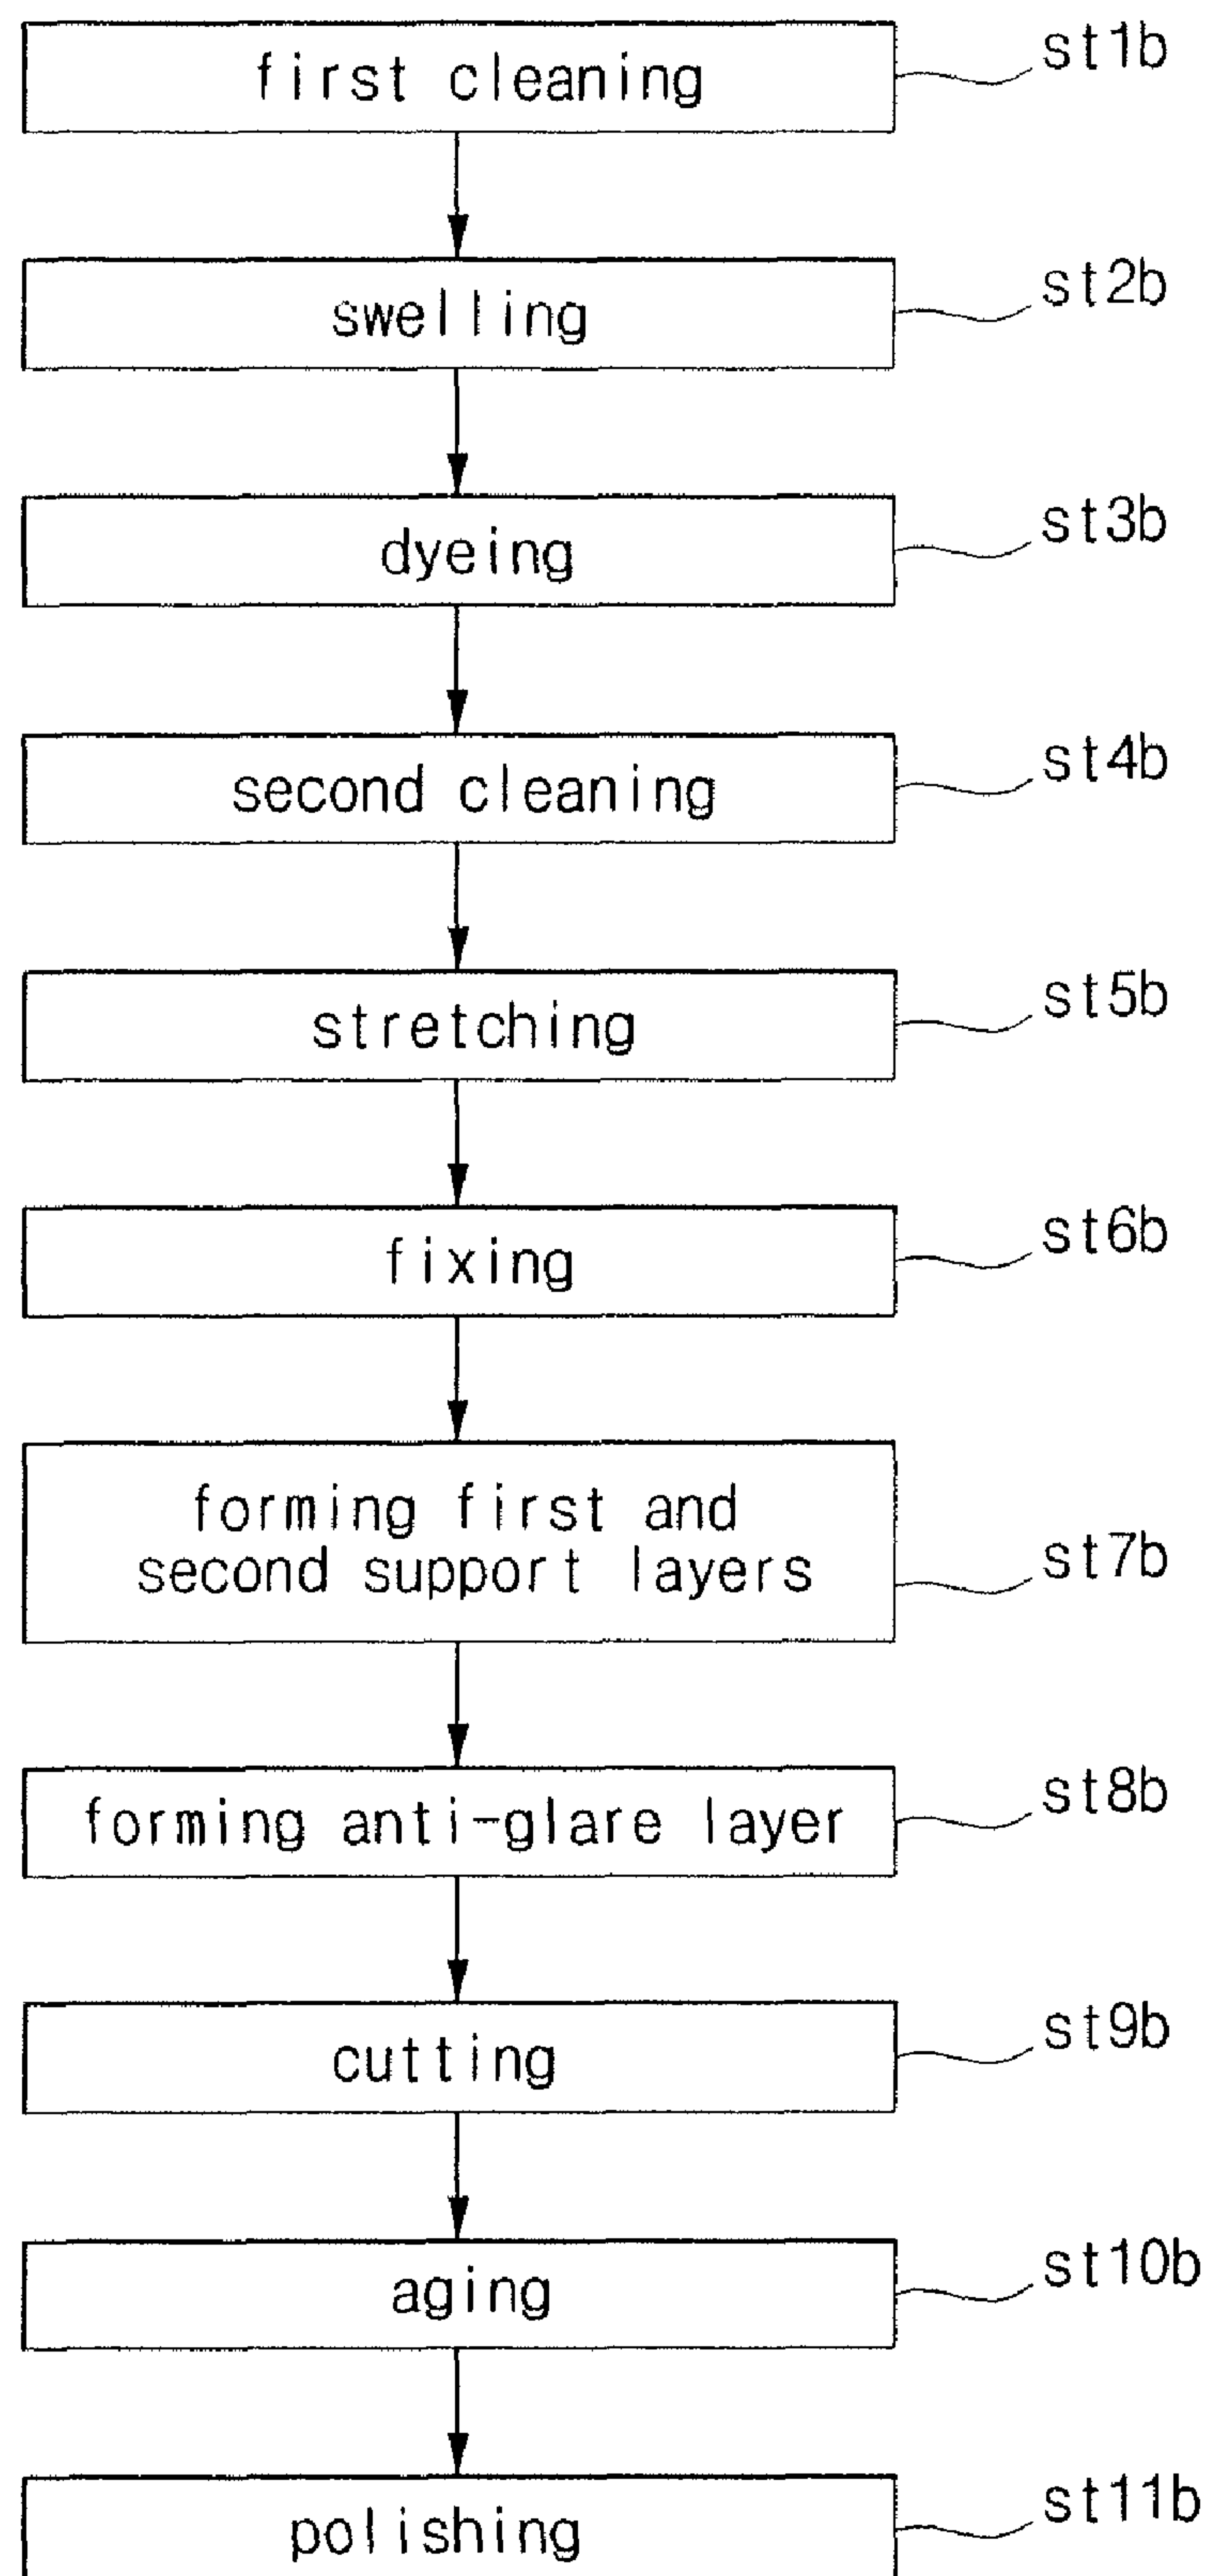 first cleaning
st1b
swelling
st2b
dyeing
st3b
second cleaning
st4b
stretching
st5b
fixing
st6b
forming first and
second support layers
st7b
forming anti-glare layer
st8b
cutting
st9b
aging
st10b
polishing
st11b